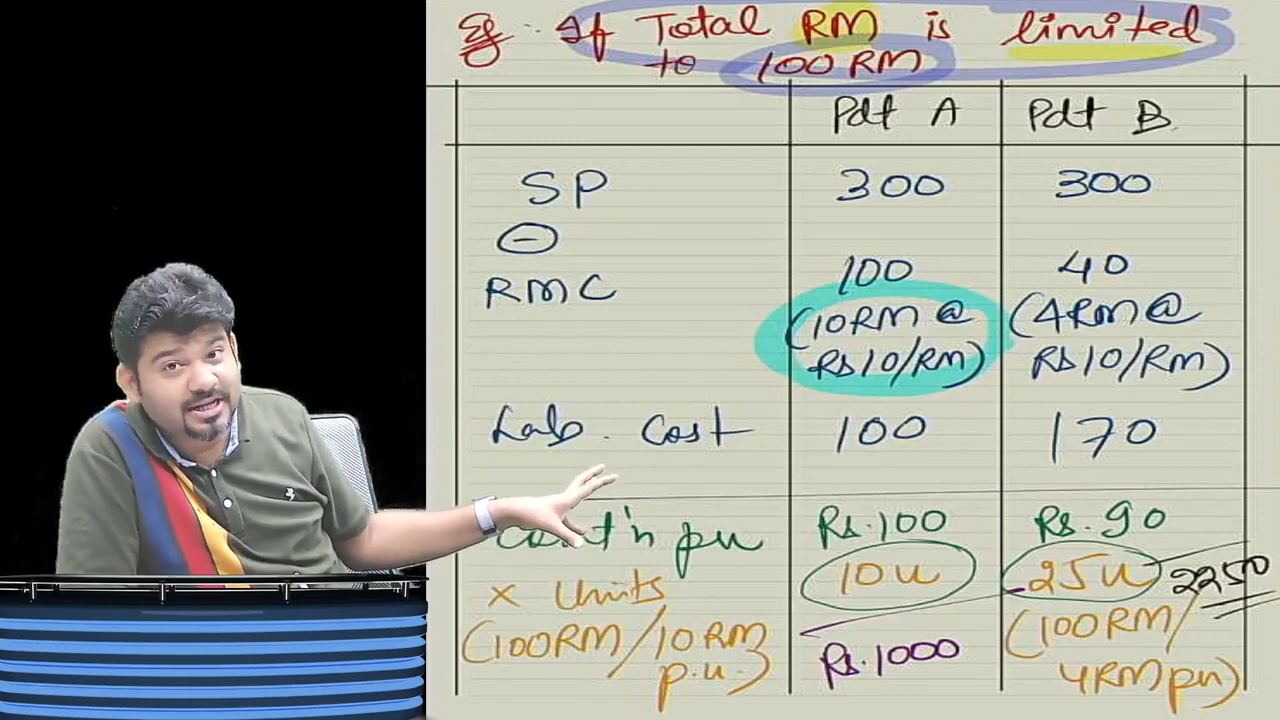 Eg. If Total RM is limited
to 100 RM
Pdt A Pdt B
SP 300 300
(-)
RMC 100 40
(10RM @ (4RM @
Rs10/RM) Rs10/RM)
Lab. Cost 100 170
Cont'n pu Rs.100 Rs.90
x Units 10u 25u 2250
(100RM/10RM (100RM/
p.u.) Rs.1000 4RM pu)